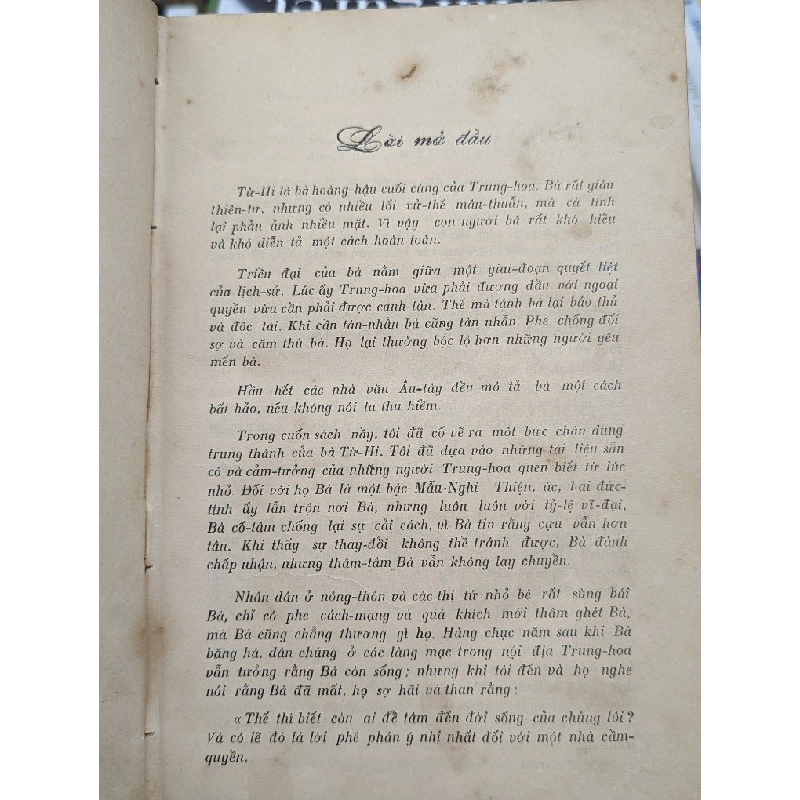 Lời mở đầu
Từ-Hi là bà hoàng-hậu cuối cùng của Trung-hoa. Bà rất giàu
thiên-tư, nhưng có nhiều lối xử-thế mâu-thuẫn, mà cá tính
lại phản ảnh nhiều mặt. Vì vậy con người bà rất khó hiểu
và khó diễn tả một cách hoàn toàn.
Triều đại của bà nằm giữa một giai-đoạn quyết liệt
của lịch-sử. Lúc ấy Trung-hoa vừa phải đương đầu với ngoại
quyền vừa cần phải được canh tân. Thế mà tánh bà lại bảo thủ
và độc tài. Khi cần tàn-nhẫn bà cũng tàn nhẫn. Phe chống đối
sợ và căm thù bà. Họ lại thường bộc lộ hơn những người yêu
mến bà.
Hầu hết các nhà văn Âu-tây đều mô tả bà một cách
bất hảo, nếu không nói là thù hiềm.
Trong cuốn sách nầy, tôi đã cố vẽ ra một bức chân dung
trung thành của bà Từ-Hi. Tôi đã dựa vào những tài liệu sẵn
có và cảm-tưởng của những người Trung-hoa quen biết từ lúc
nhỏ. Đối với họ Bà là một bậc Mẫu-Nghi Thiện, ác, hai đức-
tính ấy lẫn trộn nơi Bà, nhưng luôn luôn với tỷ-lệ vĩ-đại,
Bà cố-tâm chống lại sự cải cách, vì Bà tin rằng cựu vẫn hơn
tân. Khi thấy sự thay-đổi không thể tránh được, Bà đành
chấp nhận, nhưng thâm-tâm Bà vẫn không lay chuyển.
Nhân dân ở nông-thôn và các thị tứ nhỏ bé rất sùng bái
Bà, chỉ có phe cách-mạng và quá khích mới thâm ghét Bà,
mà Bà cũng chẳng thương gì họ. Hàng chục năm sau khi Bà
băng hà, dân chúng ở các làng mạc trong nội địa Trung-hoa
vẫn tưởng rằng Bà còn sống; nhưng khi tôi đến và họ nghe
nói rằng Bà đã mất, họ sợ hãi và than rằng:
«Thế thì biết còn ai để tâm đến đời sống của chúng tôi?
Và có lẽ đó là lời phê phán ý nhị nhất đối với một nhà cầm-
quyền.